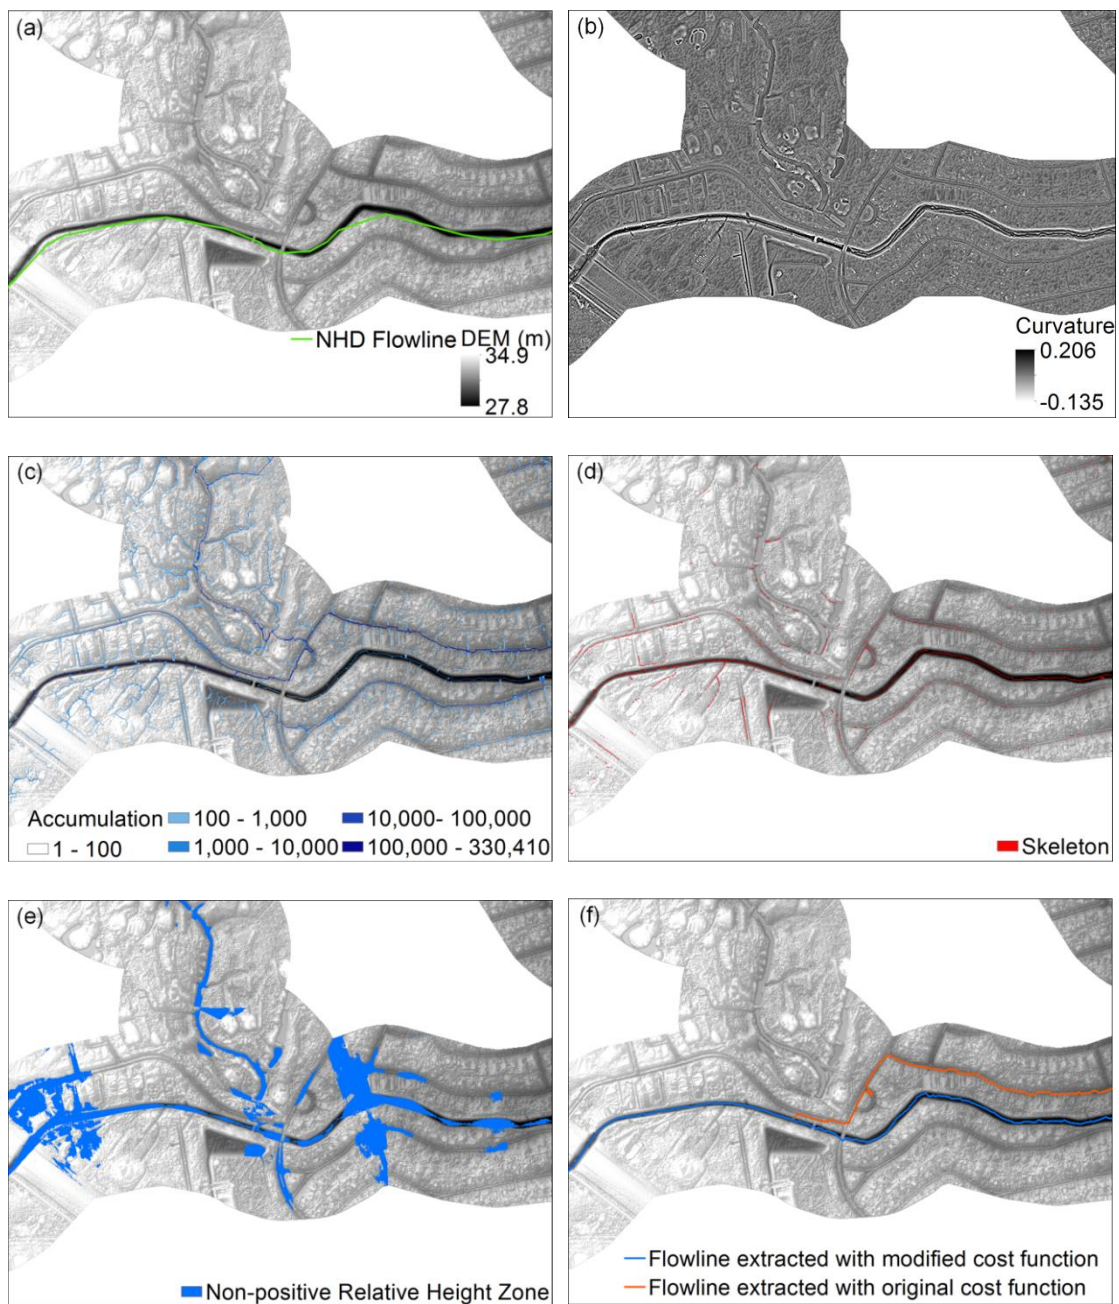 (a)
NHD Flowline DEM (m)
34.9
27.8
(b)
Curvature
0.206
-0.135
(c)
Accumulation 100 - 1,000 10,000- 100,000
1 - 100 1,000 - 10,000 100,000 - 330,410
(d)
Skeleton
(e)
Non-positive Relative Height Zone
(f)
Flowline extracted with modified cost function
Flowline extracted with original cost function